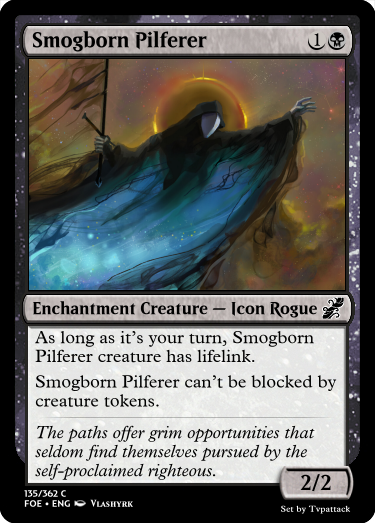 Smogborn Pilferer 1
Enchantment Creature — Icon Rogue
As long as it's your turn, Smogborn
Pilferer creature has lifelink.
Smogborn Pilferer can't be blocked by
creature tokens.
The paths offer grim opportunities that
seldom find themselves pursued by the
self-proclaimed righteous.
2/2
135/362 C
FOE • ENG Vlashyrk
Set by Tvpattack